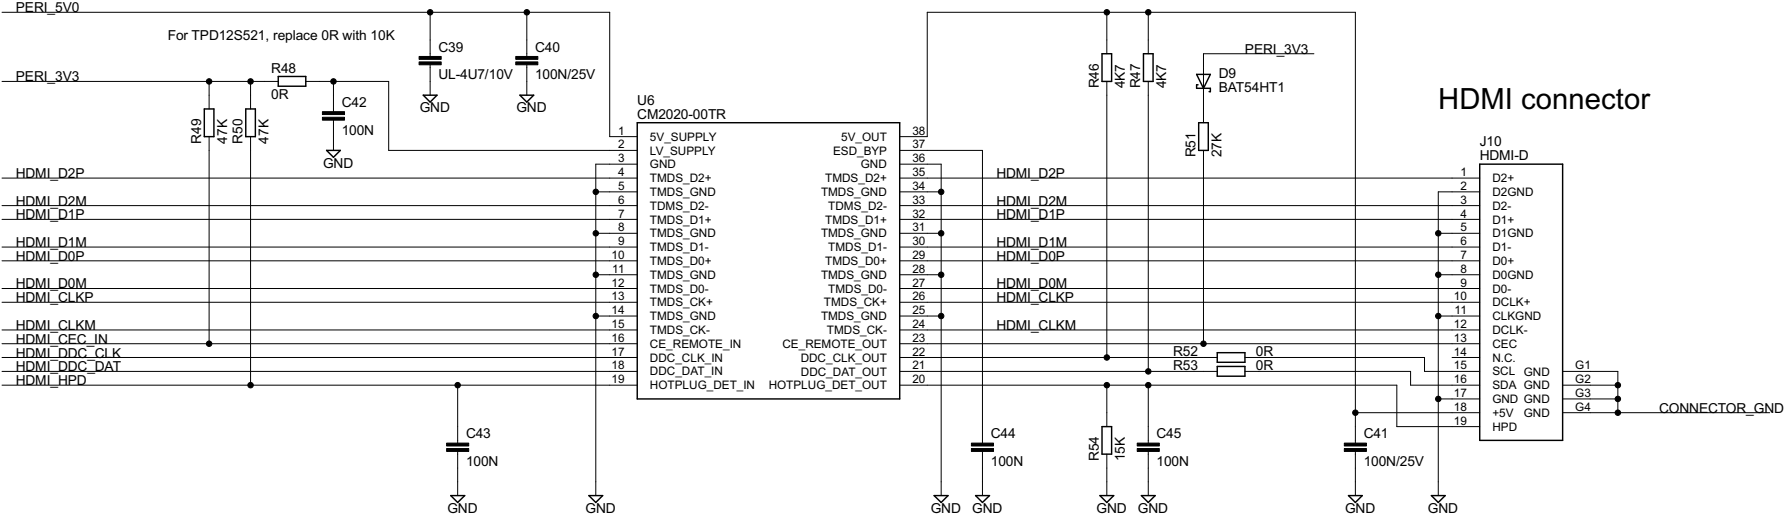 PERI_5V0
For TPD12S521, replace 0R with 10K
PERI_3V3
R48
0R
C39
UL-4U7/10V
C40
100N/25V
GND
GND
C42
100N
GND
R49
47K
R50
47K
U6
CM2020-00TR
R46
4K7
R47
4K7
PERI_3V3
D9
BAT54HT1
R51
27K
HDMI connector
J10
HDMI-D
1 5V_SUPPLY 5V_OUT 38
2 LV_SUPPLY ESD_BYP 37
3 GND GND 36
HDMI_D2P 4 TMDS_D2+ TMDS_D2+ 35 HDMI_D2P 1 D2+
5 TMDS_GND TMDS_GND 34 2 D2GND
HDMI_D2M 6 TDMS_D2- TDMS_D2- 33 HDMI_D2M 3 D2-
HDMI_D1P 7 TMDS_D1+ TMDS_D1+ 32 HDMI_D1P 4 D1+
8 TMDS_GND TMDS_GND 31 5 D1GND
HDMI_D1M 9 TMDS_D1- TMDS_D1- 30 HDMI_D1M 6 D1-
HDMI_D0P 10 TMDS_D0+ TMDS_D0+ 29 HDMI_D0P 7 D0+
11 TMDS_GND TMDS_GND 28 8 D0GND
HDMI_D0M 12 TMDS_D0- TMDS_D0- 27 HDMI_D0M 9 D0-
HDMI_CLKP 13 TMDS_CK+ TMDS_CK+ 26 HDMI_CLKP 10 DCLK+
14 TMDS_GND TMDS_GND 25 11 CLKGND
HDMI_CLKM 15 TMDS_CK- TMDS_CK- 24 HDMI_CLKM 12 DCLK-
HDMI_CEC_IN 16 CE_REMOTE_IN CE_REMOTE_OUT 23 13 CEC
HDMI_DDC_CLK 17 DDC_CLK_IN DDC_CLK_OUT 22 R52 0R 14 N.C.
HDMI_DDC_DAT 18 DDC_DAT_IN DDC_DAT_OUT 21 R53 0R 15 SCL GND G1
HDMI_HPD 19 HOTPLUG_DET_IN HOTPLUG_DET_OUT 20 16 SDA GND G2
17 GND GND G3
18 +5V GND G4 CONNECTOR_GND
19 HPD
C43
100N
C44
100N
R54
15K
C45
100N
C41
100N/25V
GND
GND
GND
GND
GND
GND
GND
GND